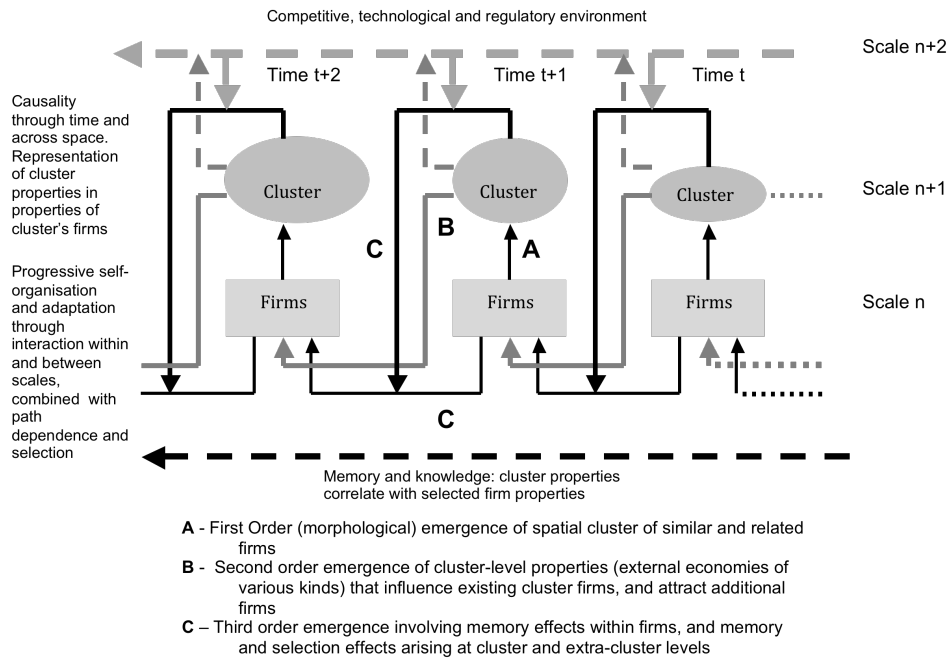 Competitive, technological and regulatory environment
Scale n+2
Time t+2
Time t+1
Time t
Causality
through time and
across space.
Representation
of cluster
properties in
properties of
cluster's firms
Cluster
Cluster
Cluster
Scale n+1
B
C
A
Progressive self-
organisation
and adaptation
through
interaction within
and between
scales,
combined with
path
dependence and
selection
Firms
Firms
Firms
Scale n
C
Memory and knowledge: cluster properties
correlate with selected firm properties
A - First Order (morphological) emergence of spatial cluster of similar and related
firms
B - Second order emergence of cluster-level properties (external economies of
various kinds) that influence existing cluster firms, and attract additional
firms
C – Third order emergence involving memory effects within firms, and memory
and selection effects arising at cluster and extra-cluster levels